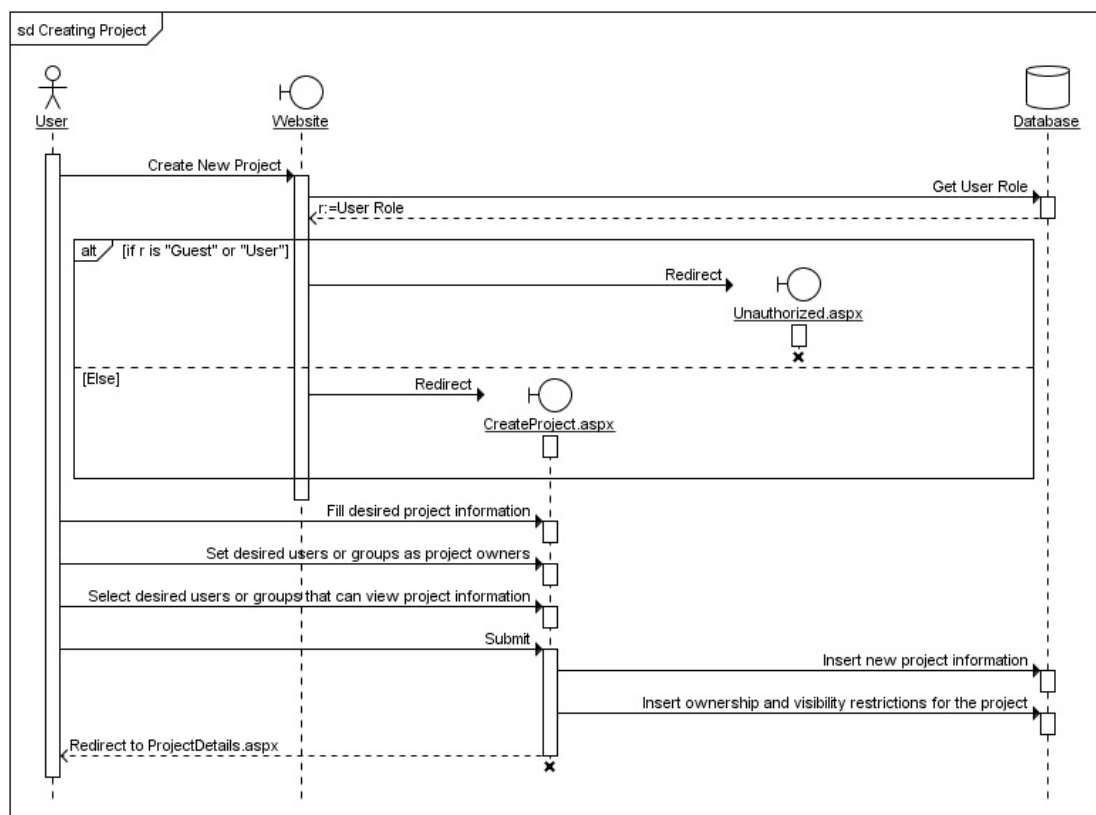 sd Creating Project
User
Website
Database
Create New Project
Get User Role
r:=User Role
alt
[if r is "Guest" or "User"]
Redirect
Unauthorized.aspx
[Else]
Redirect
CreateProject.aspx
Fill desired project information
Set desired users or groups as project owners
Select desired users or groups that can view project information
Submit
Insert new project information
Insert ownership and visibility restrictions for the project
Redirect to ProjectDetails.aspx